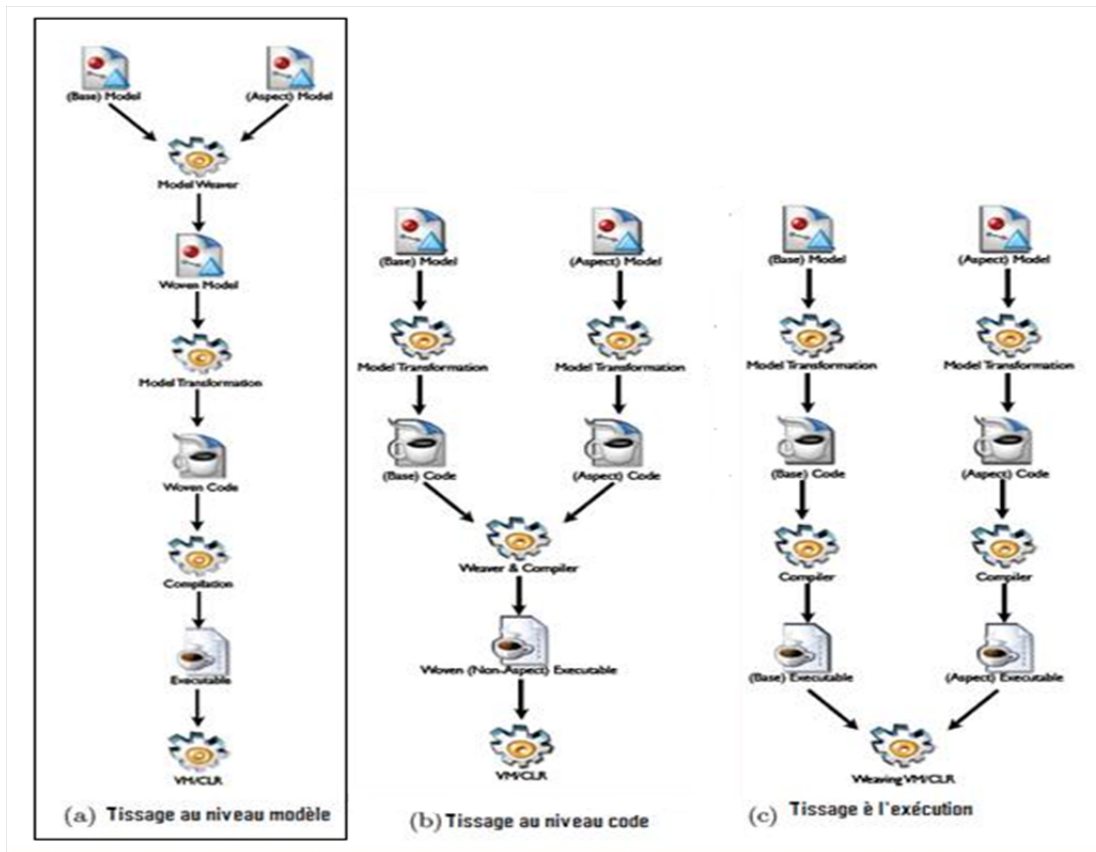 (Base) Model
(Aspect) Model
Model Weaver
Woven Model
Model Transformation
Woven Code
Compilation
Executable
VM/CLR
(a) Tissage au niveau modèle
(Base) Model
(Aspect) Model
Model Transformation
Model Transformation
(Base) Code
(Aspect) Code
Weaver & Compiler
Woven (Non-Aspect) Executable
VM/CLR
(b) Tissage au niveau code
(Base) Model
(Aspect) Model
Model Transformation
Model Transformation
(Base) Code
(Aspect) Code
Compiler
Compiler
(Base) Executable
(Aspect) Executable
Weaving VM/CLR
(c) Tissage è l'exécution